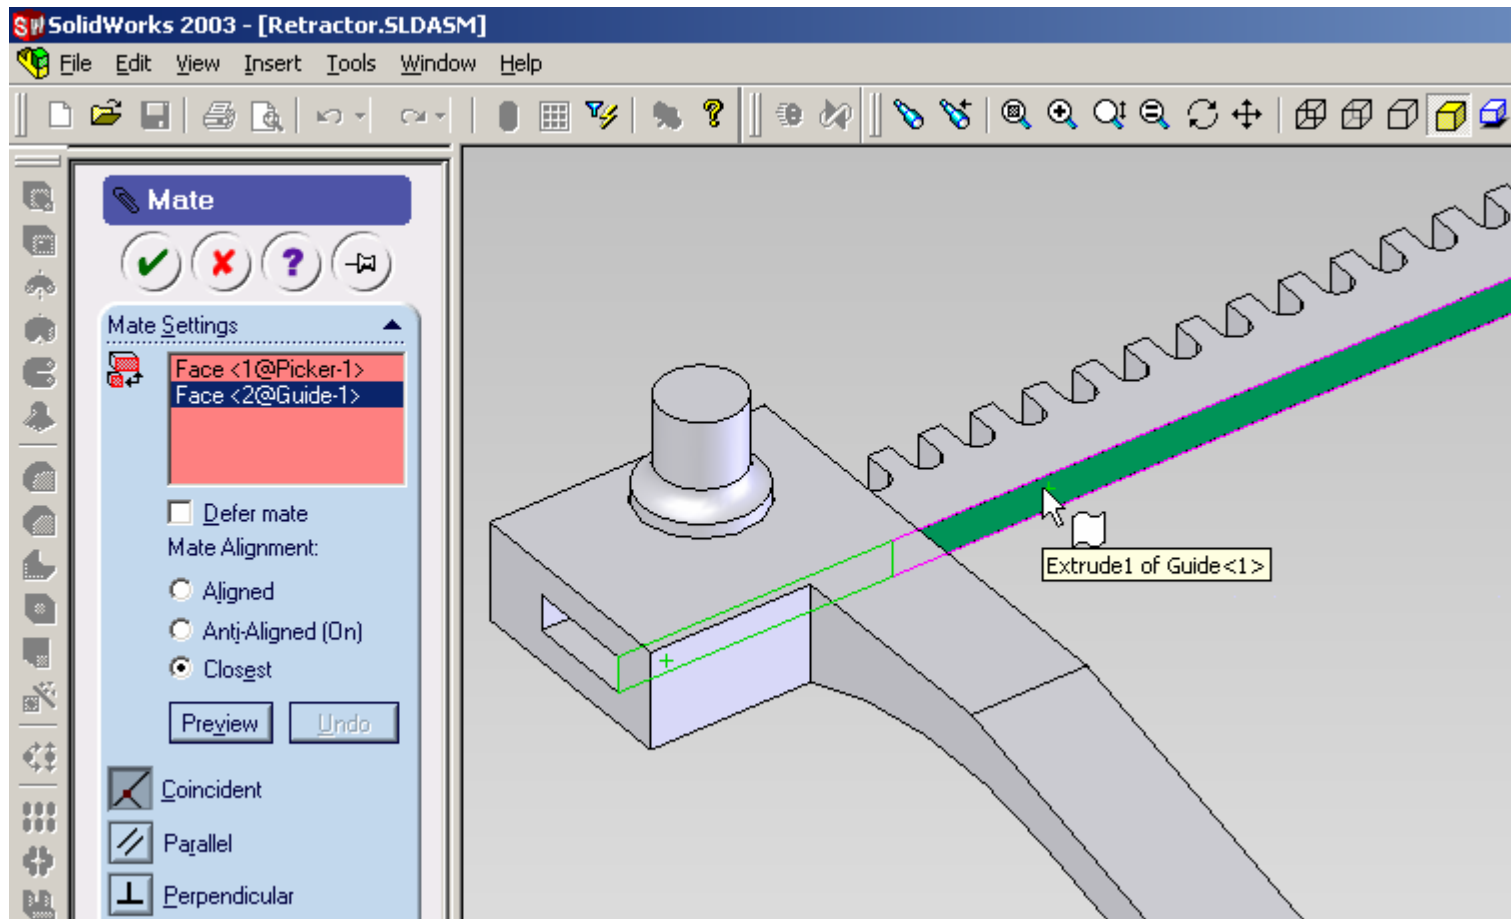 SolidWorks 2003 - [Retractor.SLDASM]
File Edit View Insert Tools Window Help
Mate
Mate Settings
Face <1@Picker-1>
Face <2@Guide-1>
Defer mate
Mate Alignment:
Aligned
Anti-Aligned (On)
Closest
Preview Undo
Coincident
Parallel
Perpendicular
Extrude1 of Guide<1>